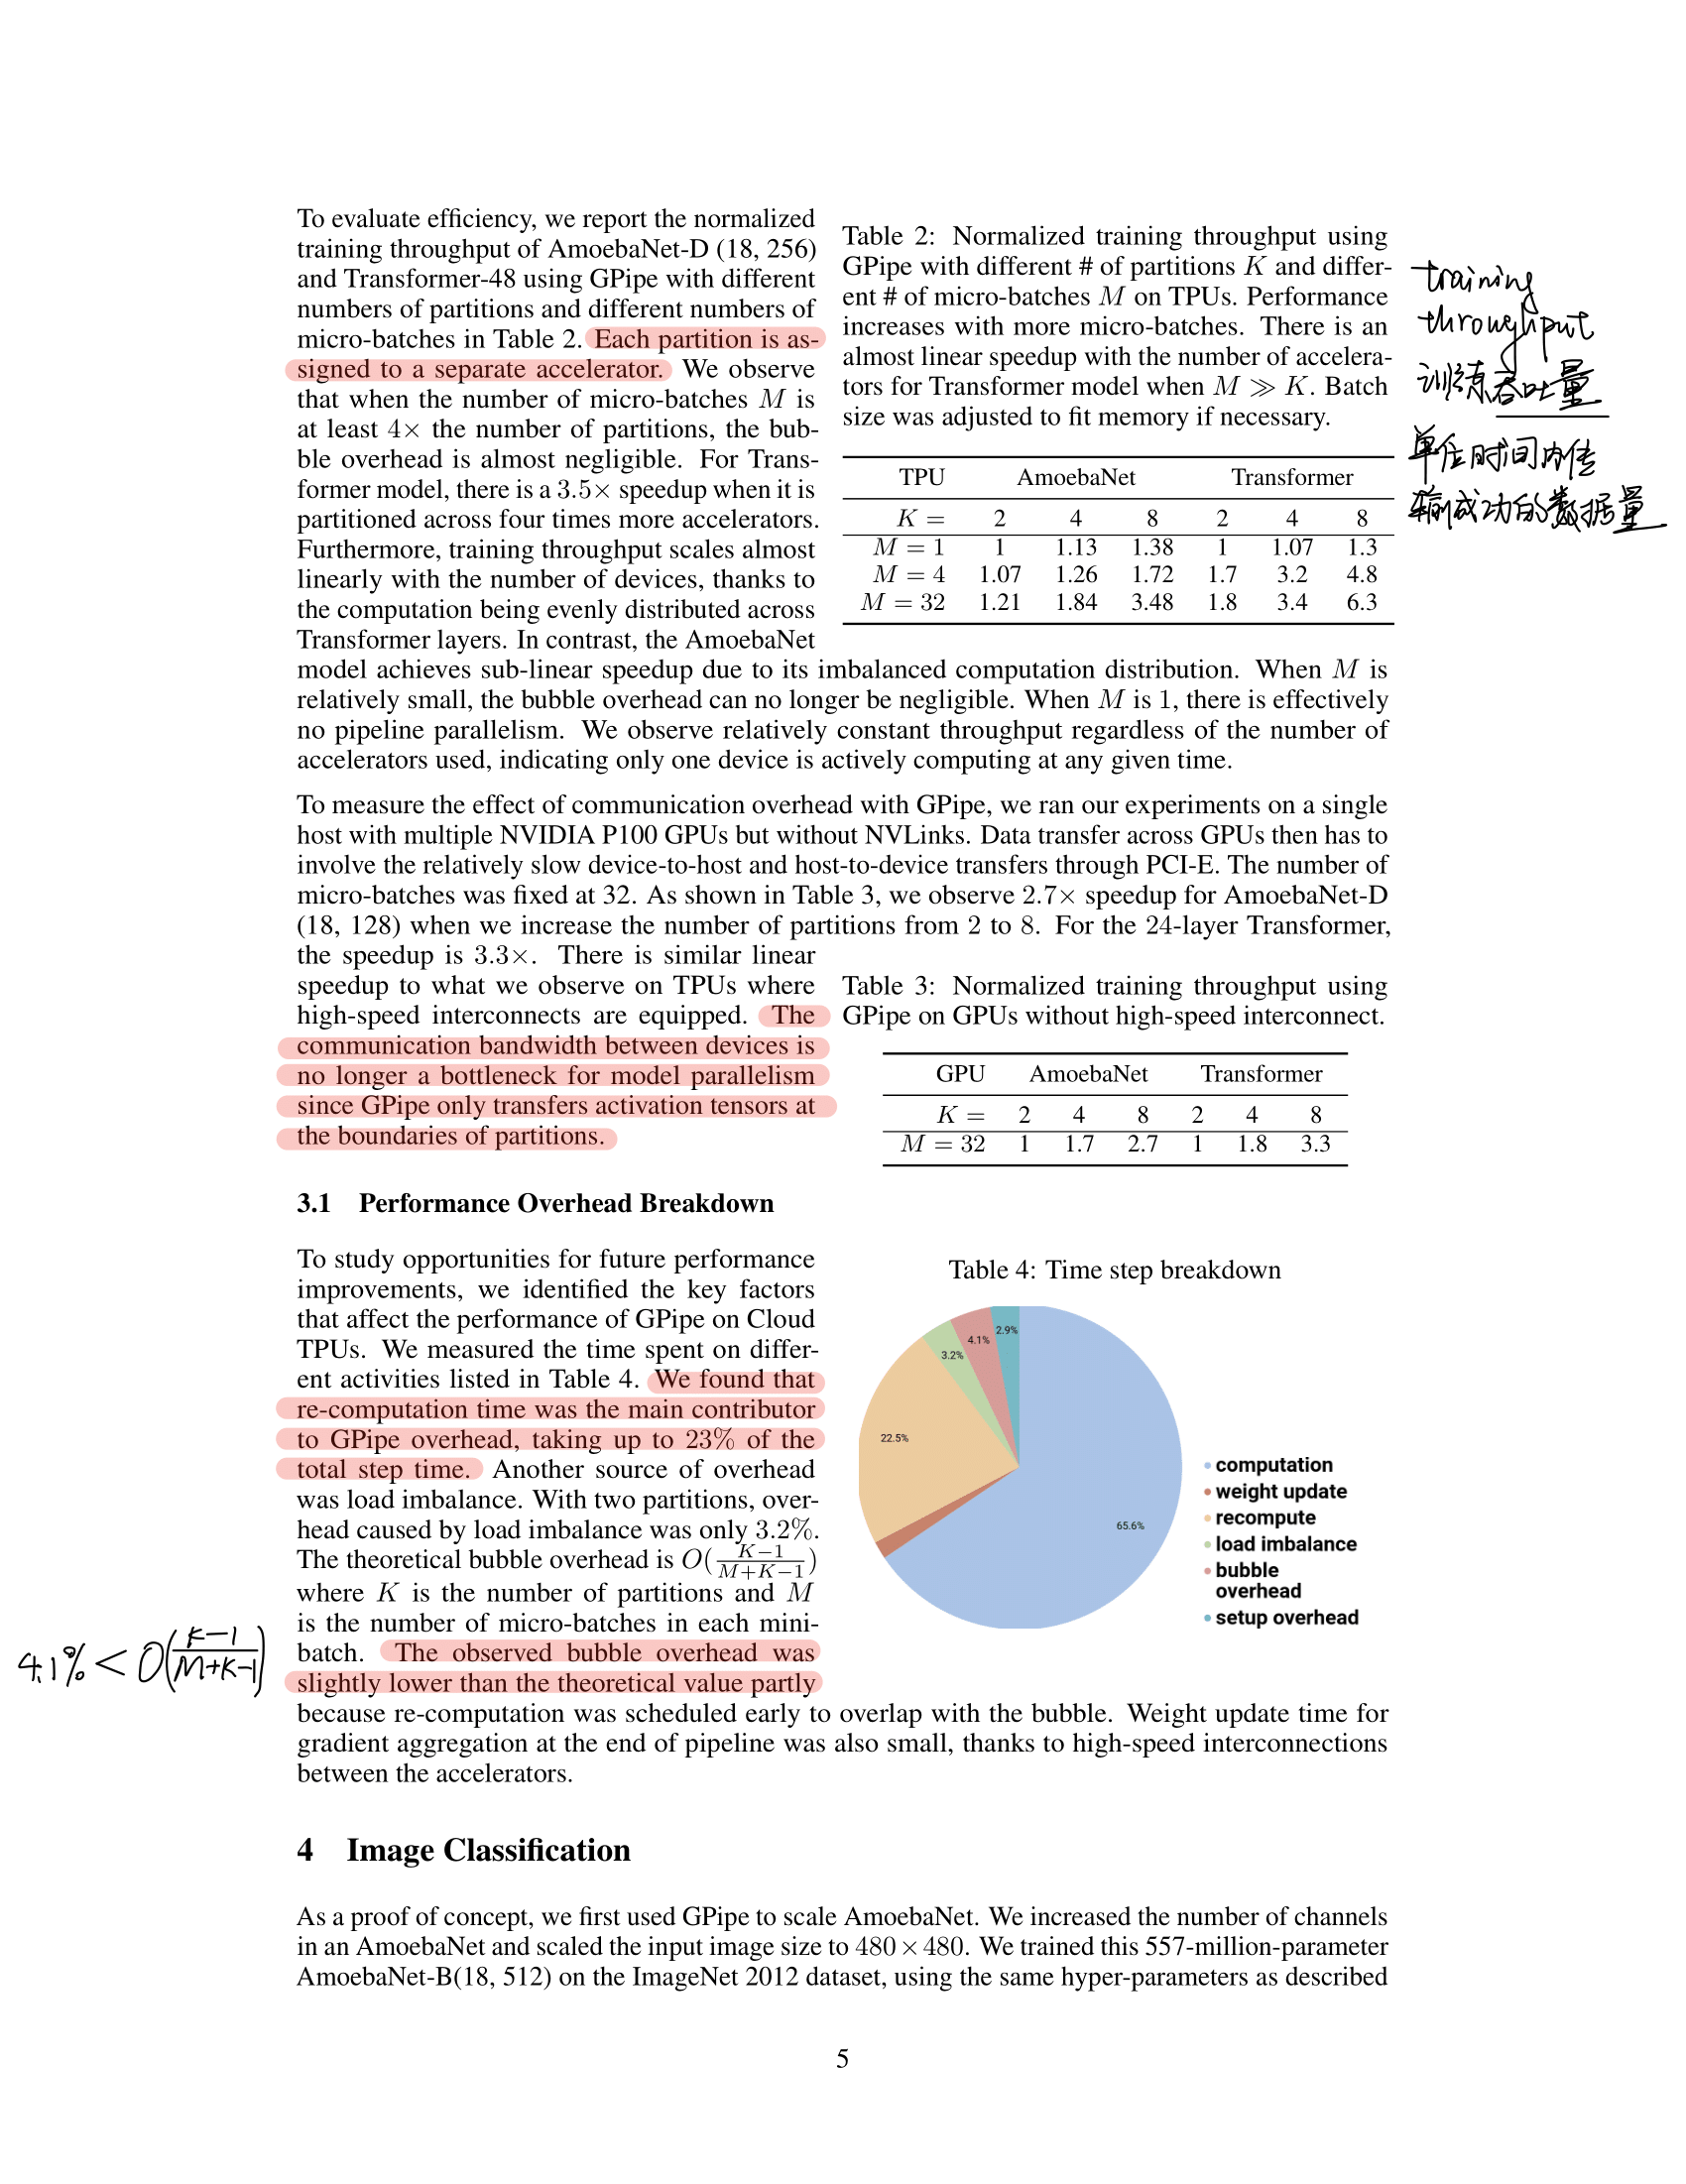 To evaluate efficiency, we report the normalized
training throughput of AmoebaNet-D (18, 256)
and Transformer-48 using GPipe with different
numbers of partitions and different numbers of
micro-batches in Table 2. Each partition is as-
signed to a separate accelerator. We observe
that when the number of micro-batches M is
at least 4× the number of partitions, the bub-
ble overhead is almost negligible. For Trans-
former model, there is a 3.5× speedup when it is
partitioned across four times more accelerators.
Furthermore, training throughput scales almost
linearly with the number of devices, thanks to
the computation being evenly distributed across
Transformer layers. In contrast, the AmoebaNet
model achieves sub-linear speedup due to its imbalanced computation distribution. When M is
relatively small, the bubble overhead can no longer be negligible. When M is 1, there is effectively
no pipeline parallelism. We observe relatively constant throughput regardless of the number of
accelerators used, indicating only one device is actively computing at any given time.
Table 2: Normalized training throughput using
GPipe with different # of partitions K and differ-
ent # of micro-batches M on TPUs. Performance
increases with more micro-batches. There is an
almost linear speedup with the number of accelera-
tors for Transformer model when M ≫ K. Batch
size was adjusted to fit memory if necessary.
TPU AmoebaNet Transformer
K = 2 4 8 2 4 8
M = 1 1 1.13 1.38 1 1.07 1.3
M = 4 1.07 1.26 1.72 1.7 3.2 4.8
M = 32 1.21 1.84 3.48 1.8 3.4 6.3
training
throughput
训练吞吐量
单位时间内传
输成功的数据量
To measure the effect of communication overhead with GPipe, we ran our experiments on a single
host with multiple NVIDIA P100 GPUs but without NVLinks. Data transfer across GPUs then has to
involve the relatively slow device-to-host and host-to-device transfers through PCI-E. The number of
micro-batches was fixed at 32. As shown in Table 3, we observe 2.7× speedup for AmoebaNet-D
(18, 128) when we increase the number of partitions from 2 to 8. For the 24-layer Transformer,
the speedup is 3.3×. There is similar linear
speedup to what we observe on TPUs where
high-speed interconnects are equipped. The
communication bandwidth between devices is
no longer a bottleneck for model parallelism
since GPipe only transfers activation tensors at
the boundaries of partitions.
Table 3: Normalized training throughput using
GPipe on GPUs without high-speed interconnect.
GPU AmoebaNet Transformer
K = 2 4 8 2 4 8
M = 32 1 1.7 2.7 1 1.8 3.3
3.1 Performance Overhead Breakdown
To study opportunities for future performance
improvements, we identified the key factors
that affect the performance of GPipe on Cloud
TPUs. We measured the time spent on differ-
ent activities listed in Table 4. We found that
re-computation time was the main contributor
to GPipe overhead, taking up to 23% of the
total step time. Another source of overhead
was load imbalance. With two partitions, over-
head caused by load imbalance was only 3.2%.
The theoretical bubble overhead is O(K−1/M+K−1)
where K is the number of partitions and M
is the number of micro-batches in each mini-
batch. The observed bubble overhead was
slightly lower than the theoretical value partly
because re-computation was scheduled early to overlap with the bubble. Weight update time for
gradient aggregation at the end of pipeline was also small, thanks to high-speed interconnections
between the accelerators.
4.1% < O(K−1/M+K−1)
Table 4: Time step breakdown
2.9%
4.1%
3.2%
22.5%
65.6%
computation
weight update
recompute
load imbalance
bubble
overhead
setup overhead
4 Image Classification
As a proof of concept, we first used GPipe to scale AmoebaNet. We increased the number of channels
in an AmoebaNet and scaled the input image size to 480 × 480. We trained this 557-million-parameter
AmoebaNet-B(18, 512) on the ImageNet 2012 dataset, using the same hyper-parameters as described
5